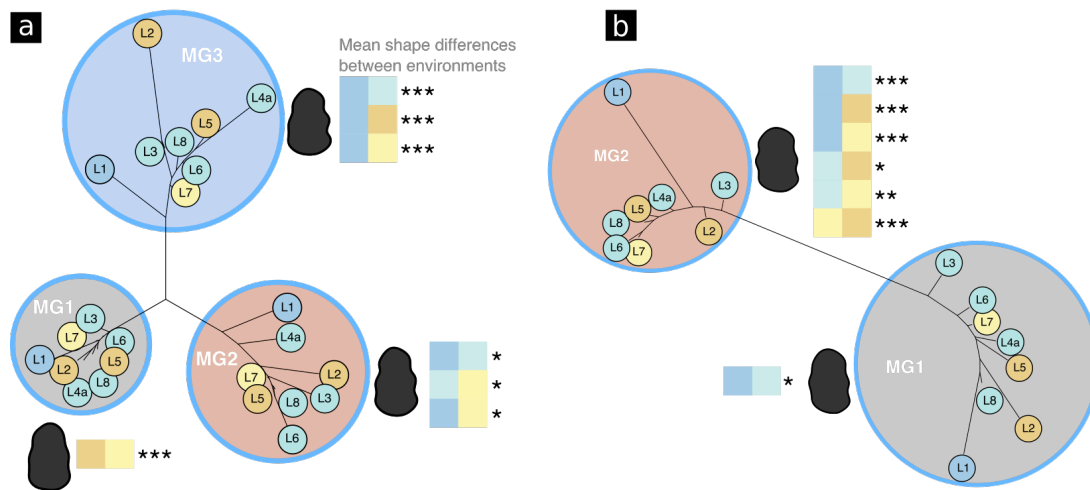 a
L2
MG3
Mean shape differences
between environments
L4a
***
L5
***
L3
L8
***
L1
L6
L7
MG1
L3
L7
L6
L1
L2
L5
L4a
L8
***
L1
L4a
MG2
L7
L2
L5
L8
L3
L6
*
*
*
b
L1
MG2
L3
L5
L4a
L8
L2
L6
L7
***
***
***
*
**
***
L3
L6
L7
L4a
MG1
L5
L8
L2
L1
*